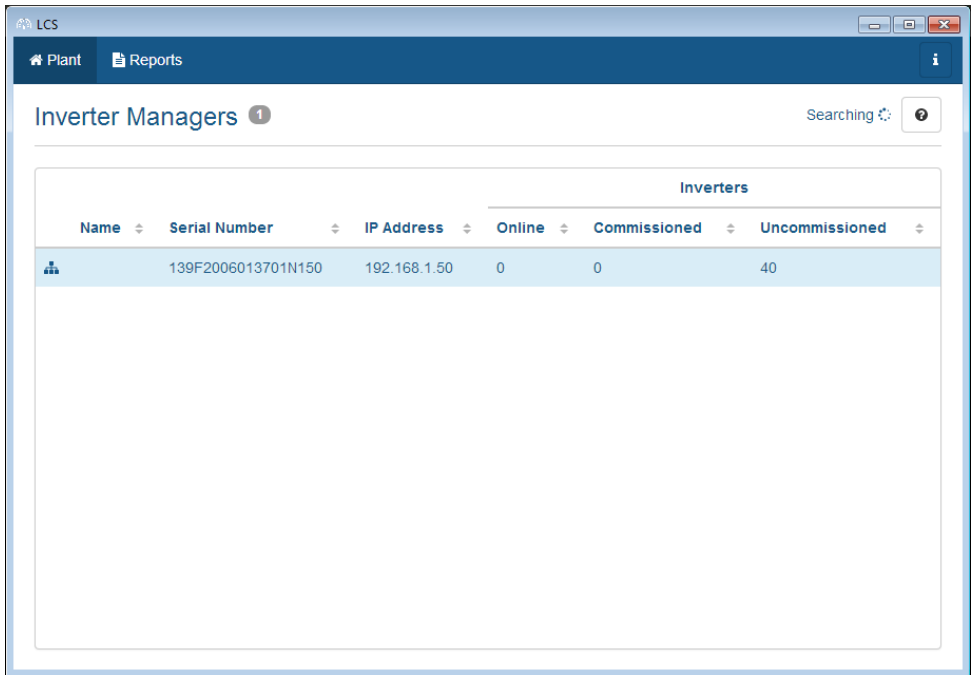 LCS
Plant Reports i
Inverter Managers 1 Searching ?
Inverters
Name Serial Number IP Address Online Commissioned Uncommissioned
139F2006013701N150 192.168.1.50 0 0 40